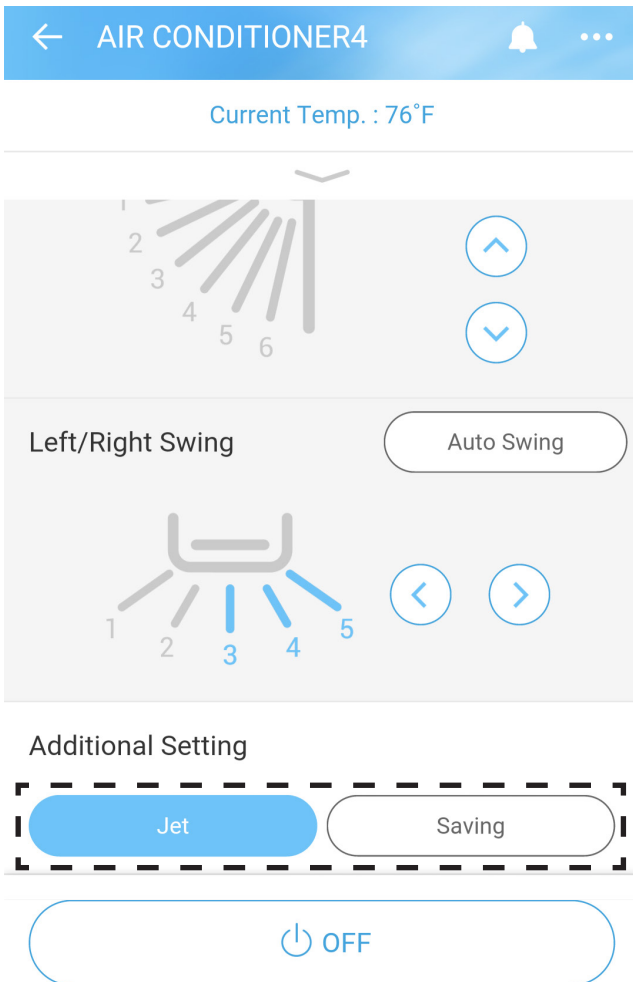 AIR CONDITIONER4
Current Temp. : 76°F
2
3
4
5
6
Left/Right Swing
Auto Swing
1
2
3
4
5
Additional Setting
Jet
Saving
OFF